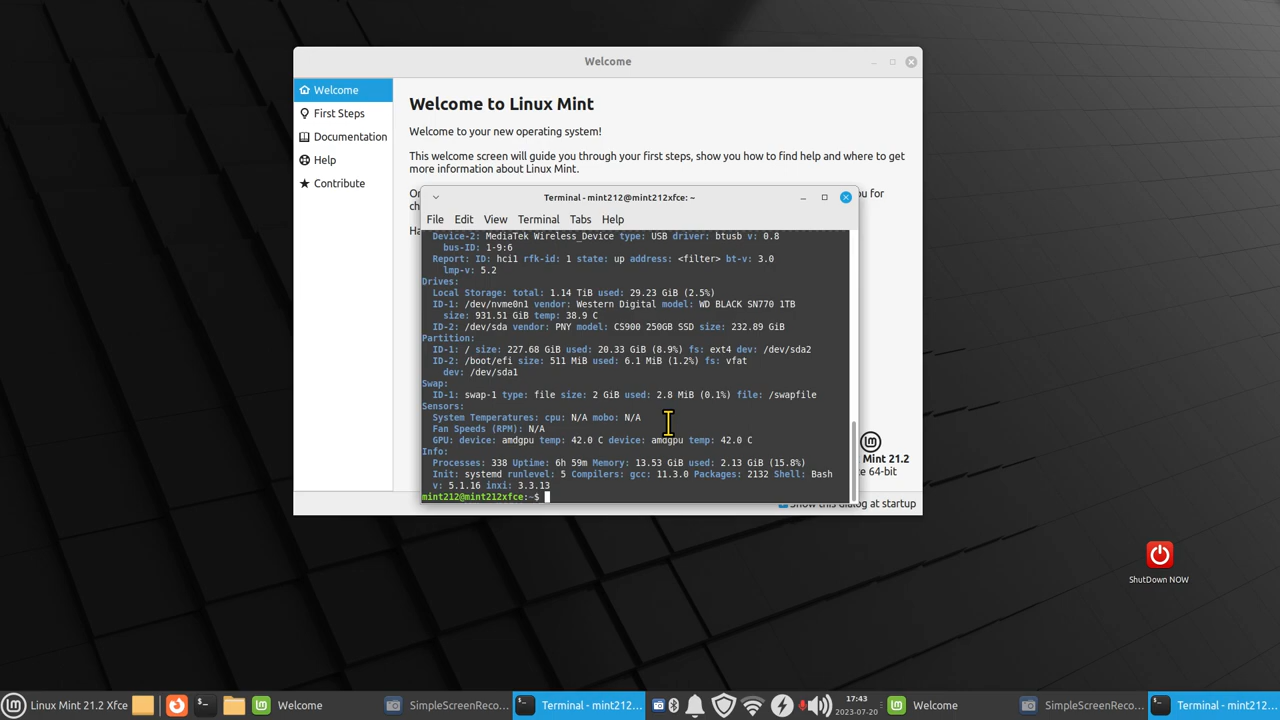 Welcome
Welcome
First Steps
Documentation
Help
Contribute
Welcome to Linux Mint
Welcome to your new operating system!
This welcome screen will guide you through your first steps, show you how to find help and where to get
more information about Linux Mint.
ou for
Terminal - mint212@mint212xfce: ~
File Edit View Terminal Tabs Help
Device-2: MediaTek Wireless_Device type: USB driver: btusb v: 0.8
bus-ID: 1-9:6
Report: ID: hci1 rfk-id: 1 state: up address: <filter> bt-v: 3.0
lmp-v: 5.2
Drives:
Local Storage: total: 1.14 TiB used: 29.23 GiB (2.5%)
ID-1: /dev/nvme0n1 vendor: Western Digital model: WD BLACK SN770 1TB
size: 931.51 GiB temp: 38.9 C
ID-2: /dev/sda vendor: PNY model: CS900 250GB SSD size: 232.89 GiB
Partition:
ID-1: / size: 227.68 GiB used: 20.33 GiB (8.9%) fs: ext4 dev: /dev/sda2
ID-2: /boot/efi size: 511 MiB used: 6.1 MiB (1.2%) fs: vfat
dev: /dev/sda1
Swap:
ID-1: swap-1 type: file size: 2 GiB used: 2.8 MiB (0.1%) file: /swapfile
Sensors:
System Temperatures: cpu: N/A mobo: N/A
Fan Speeds (RPM): N/A
GPU: device: amdgpu temp: 42.0 C device: amdgpu temp: 42.0 C
Info:
Processes: 338 Uptime: 6h 59m Memory: 13.53 GiB used: 2.13 GiB (15.8%)
Init: systemd runlevel: 5 Compilers: gcc: 11.3.0 Packages: 2132 Shell: Bash
v: 5.1.16 inxi: 3.3.13
mint212@mint212xfce:~$
Mint 21.2
e 64-bit
Show this dialog at startup
ShutDown NOW
Linux Mint 21.2 Xfce
Welcome
SimpleScreenReco...
Terminal - mint212...
17:43
2023-07-20
Welcome
SimpleScreenReco...
Terminal - mint212...